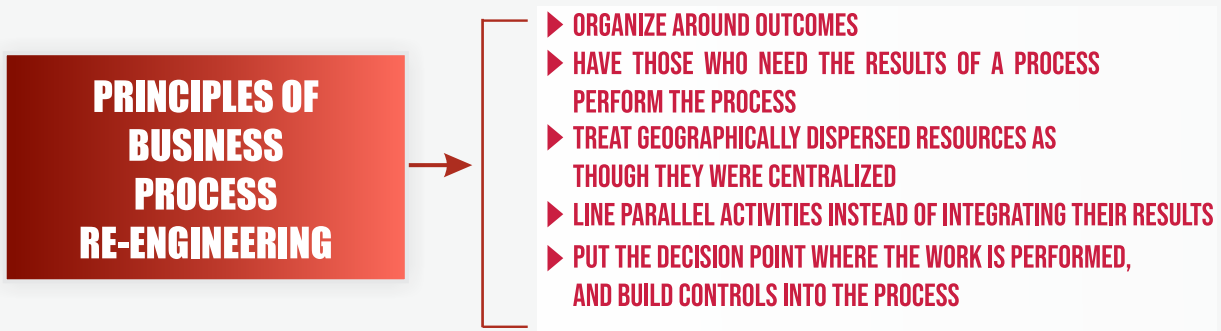 PRINCIPLES OF
BUSINESS
PROCESS
RE-ENGINEERING
ORGANIZE AROUND OUTCOMES
HAVE THOSE WHO NEED THE RESULTS OF A PROCESS
PERFORM THE PROCESS
TREAT GEOGRAPHICALLY DISPERSED RESOURCES AS
THOUGH THEY WERE CENTRALIZED
LINE PARALLEL ACTIVITIES INSTEAD OF INTEGRATING THEIR RESULTS
PUT THE DECISION POINT WHERE THE WORK IS PERFORMED,
AND BUILD CONTROLS INTO THE PROCESS